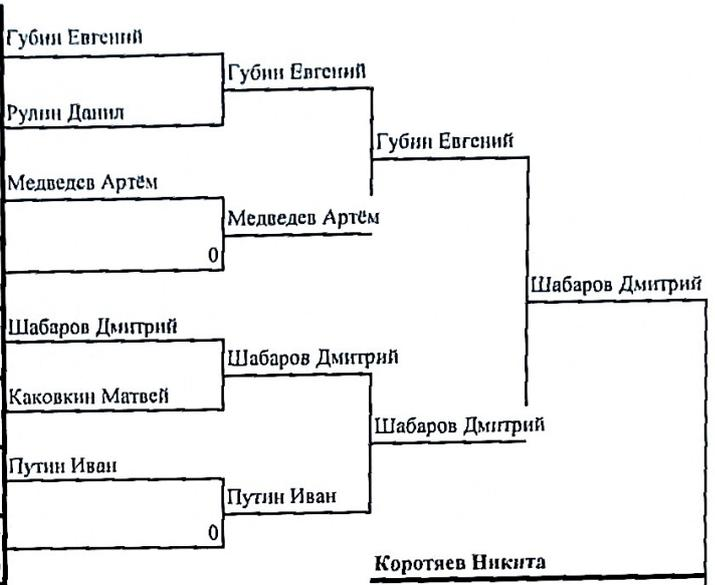 Губин Евгений
Губин Евгений
Рулин Данил
Губин Евгений
Медведев Артём
Медведев Артём
0
Шабаров Дмитрий
Шабаров Дмитрий
Шабаров Дмитрий
Каковкин Матвей
Шабаров Дмитрий
Путин Иван
Путин Иван
0
Коротяев Никита